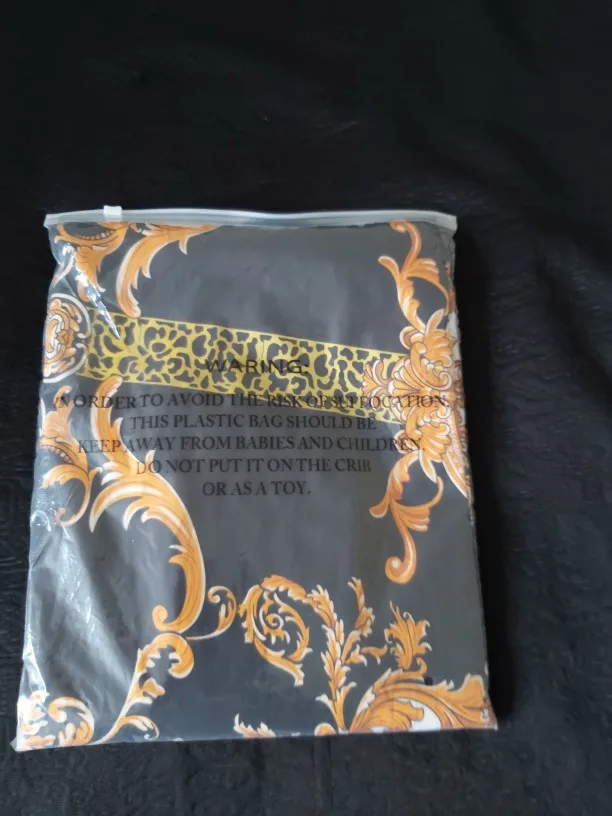 WARING:
IN ORDER TO AVOID THE RISK OF SUFFOCATION
THIS PLASTIC BAG SHOULD BE
KEEP AWAY FROM BABIES AND CHILDREN.
DO NOT PUT IT ON THE CRIB
OR AS A TOY.